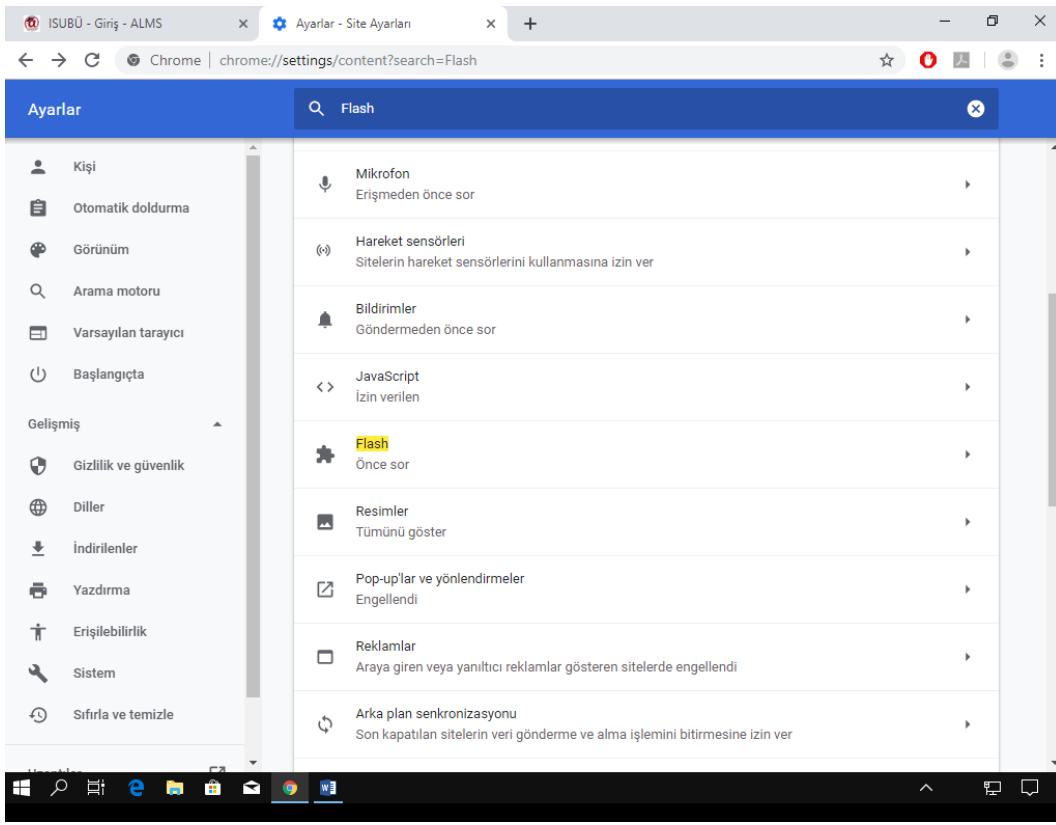 ISUBÜ - Giriş - ALMS
Ayarlar - Site Ayarları
Chrome | chrome://settings/content?search=Flash
Ayarlar
Flash
Kişi
Otomatik doldurma
Görünüm
Arama motoru
Varsayılan tarayıcı
Başlangıçta
Gelişmiş
Gizlilik ve güvenlik
Diller
İndirilenler
Yazdırma
Erişilebilirlik
Sistem
Sıfırla ve temizle
Mikrofon
Erişmeden önce sor
Hareket sensörleri
Sitelerin hareket sensörlerini kullanmasına izin ver
Bildirimler
Göndermeden önce sor
JavaScript
İzin verilen
Flash
Önce sor
Resimler
Tümünü göster
Pop-up'lar ve yönlendirmeler
Engellendi
Reklamlar
Araya giren veya yanıltıcı reklamlar gösteren sitelerde engellendi
Arka plan senkronizasyonu
Son kapatılan sitelerin veri gönderme ve alma işlemini bitirmesine izin ver